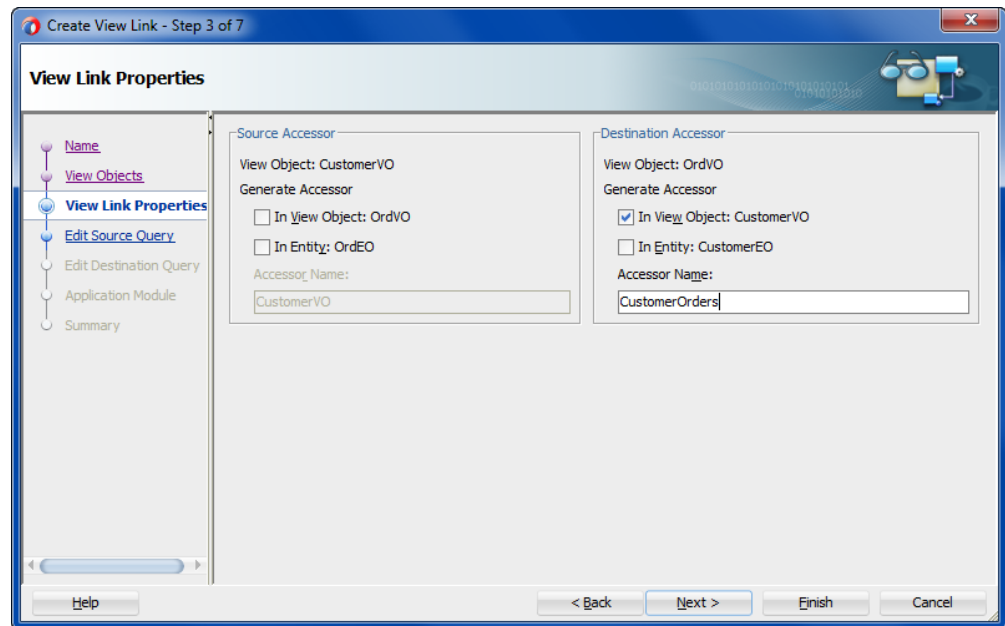 Create View Link - Step 3 of 7
View Link Properties
Name
View Objects
View Link Properties
Edit Source Query
Edit Destination Query
Application Module
Summary
Source Accessor
View Object: CustomerVO
Generate Accessor
In View Object: OrdVO
In Entity: OrdEO
Accessor Name:
CustomerVO
Destination Accessor
View Object: OrdVO
Generate Accessor
In View Object: CustomerVO
In Entity: CustomerEO
Accessor Name:
CustomerOrders
Help
< Back
Next >
Finish
Cancel